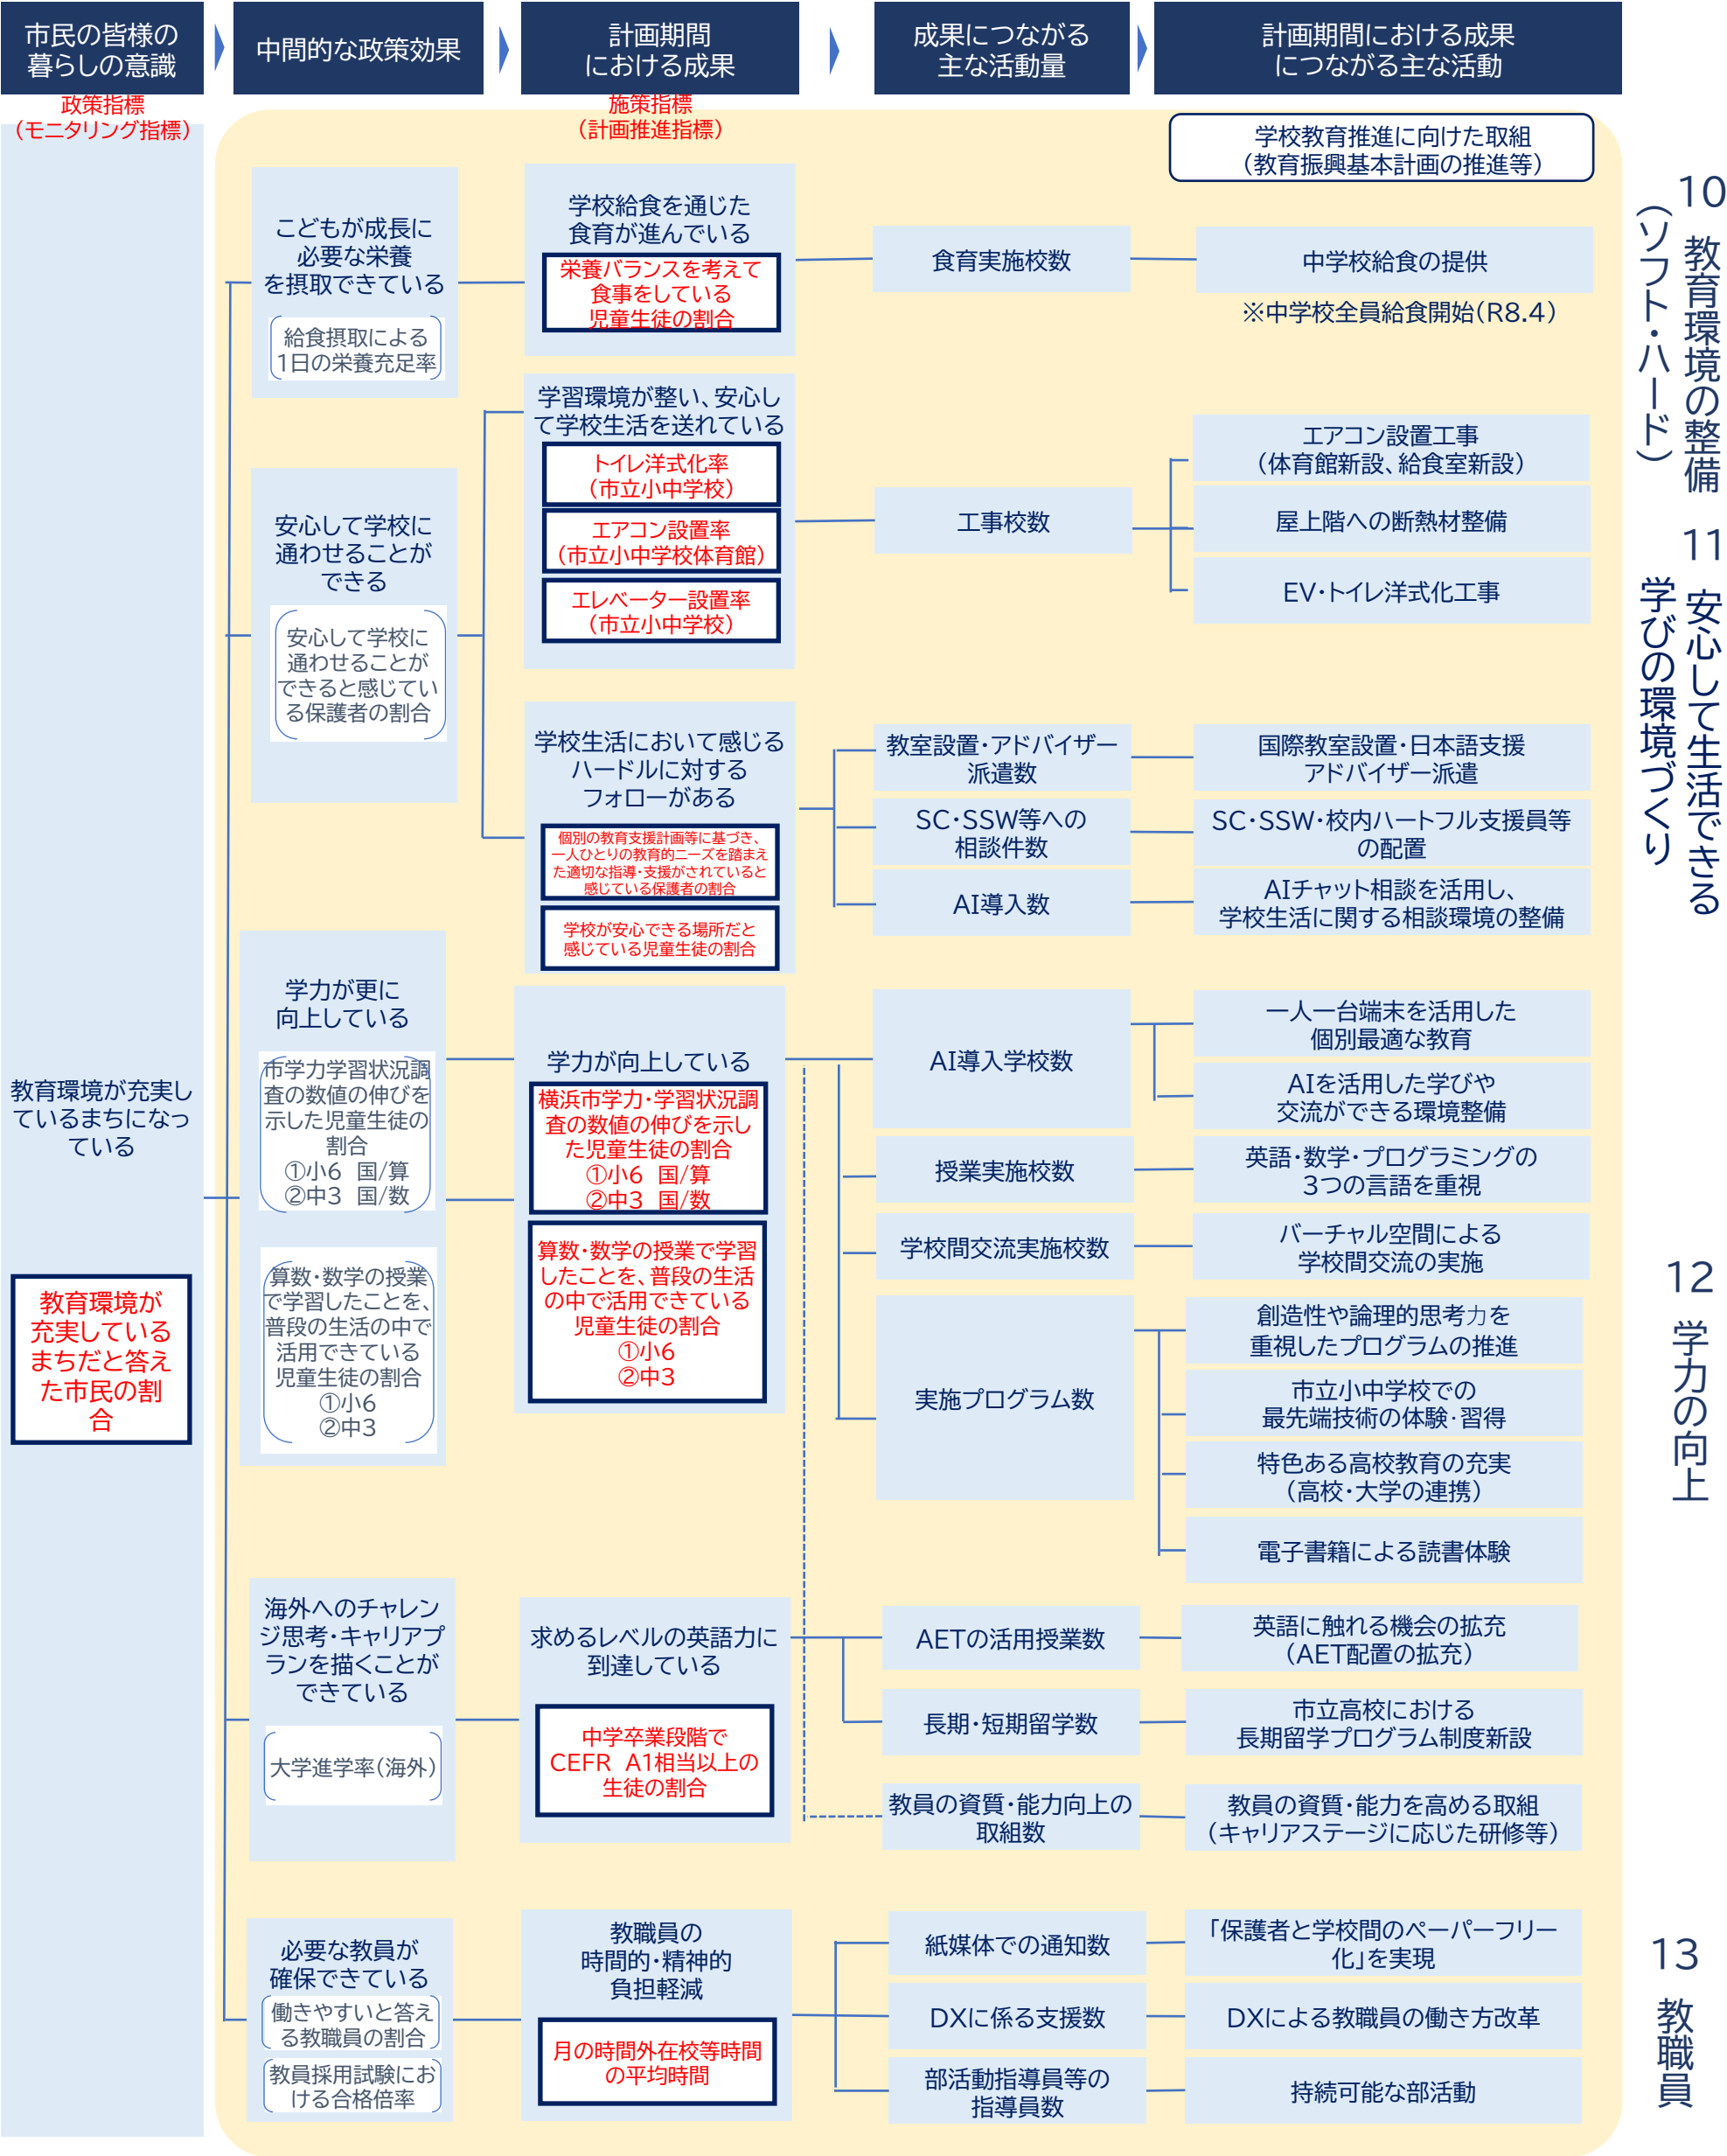 市民の皆様の
暮らしの意識
中間的な政策効果
計画期間
における成果
成果につながる
主な活動量
計画期間における成果
につながる主な活動
政策指標
（モニタリング指標）
施策指標
（計画推進指標）
学校教育推進に向けた取組
（教育振興基本計画の推進等）
教育環境が充実し
ているまちになっ
ている
教育環境が
充実している
まちだと答え
た市民の割
合
こどもが成長に
必要な栄養
を摂取できている
給食摂取による
1日の栄養充足率
学校給食を通じた
食育が進んでいる
栄養バランスを考えて
食事をしている
児童生徒の割合
食育実施校数
中学校給食の提供
※中学校全員給食開始（R8.4）
安心して学校に
通わせることが
できる
安心して学校に
通わせることが
できると感じてい
る保護者の割合
学習環境が整い、安心し
て学校生活を送れている
トイレ洋式化率
（市立小中学校）
エアコン設置率
（市立小中学校体育館）
エレベーター設置率
（市立小中学校）
工事校数
エアコン設置工事
（体育館新設、給食室新設）
屋上階への断熱材整備
EV・トイレ洋式化工事
学校生活において感じる
ハードルに対する
フォローがある
個別の教育支援計画等に基づき、
一人ひとりの教育的ニーズを踏まえ
た適切な指導・支援がされていると
感じている保護者の割合
学校が安心できる場所だと
感じている児童生徒の割合
教室設置・アドバイザー
派遣数
国際教室設置・日本語支援
アドバイザー派遣
SC・SSW等への
相談件数
SC・SSW・校内ハートフル支援員等
の配置
AI導入数
AIチャット相談を活用し、
学校生活に関する相談環境の整備
学力が更に
向上している
市学力学習状況調
査の数値の伸びを
示した児童生徒の
割合
①小6　国/算
②中3　国/数
算数・数学の授業
で学習したことを、
普段の生活の中で
活用できている
児童生徒の割合
①小6
②中3
学力が向上している
横浜市学力・学習状況調
査の数値の伸びを示し
た児童生徒の割合
①小6　国/算
②中3　国/数
算数・数学の授業で学習
したことを、普段の生活
の中で活用できている
児童生徒の割合
①小6
②中3
AI導入学校数
一人一台端末を活用した
個別最適な教育
AIを活用した学びや
交流ができる環境整備
授業実施校数
英語・数学・プログラミングの
3つの言語を重視
学校間交流実施校数
バーチャル空間による
学校間交流の実施
実施プログラム数
創造性や論理的思考力を
重視したプログラムの推進
市立小中学校での
最先端技術の体験･習得
特色ある高校教育の充実
（高校・大学の連携）
電子書籍による読書体験
海外へのチャレン
ジ思考・キャリアプ
ランを描くことが
できている
大学進学率（海外）
求めるレベルの英語力に
到達している
中学卒業段階で
CEFR　A1相当以上の
生徒の割合
AETの活用授業数
英語に触れる機会の拡充
（AET配置の拡充）
長期・短期留学数
市立高校における
長期留学プログラム制度新設
教員の資質・能力向上の
取組数
教員の資質・能力を高める取組
（キャリアステージに応じた研修等）
必要な教員が
確保できている
働きやすいと答え
る教職員の割合
教員採用試験にお
ける合格倍率
教職員の
時間的・精神的
負担軽減
月の時間外在校等時間
の平均時間
紙媒体での通知数
「保護者と学校間のペーパーフリー
化」を実現
DXに係る支援数
DXによる教職員の働き方改革
部活動指導員等の
指導員数
持続可能な部活動
10　教育環境の整備
（ソフト・ハード）
11　安心して生活できる
学びの環境づくり
12　学力の向上
13　教職員